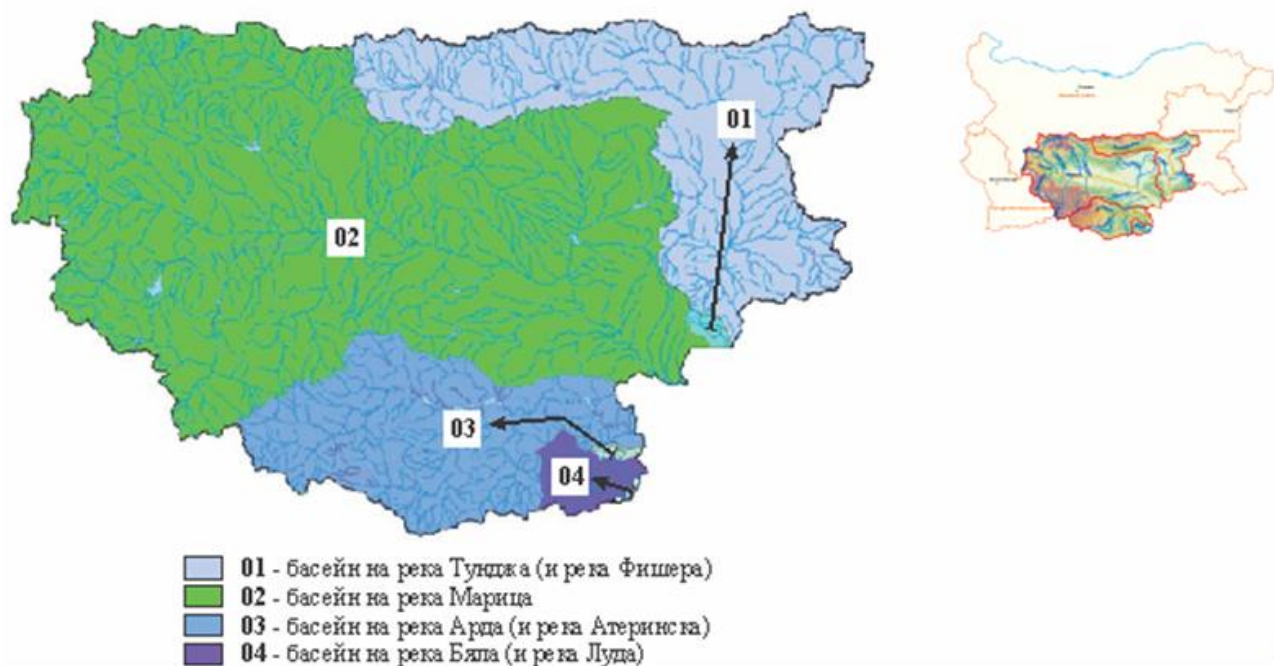 01
02
03
04
01 - басейн на река Тунджа (и река Фишера)
02 - басейн на река Марица
03 - басейн на река Арда (и река Атеринска)
04 - басейн на река Бяла (и река Луда)